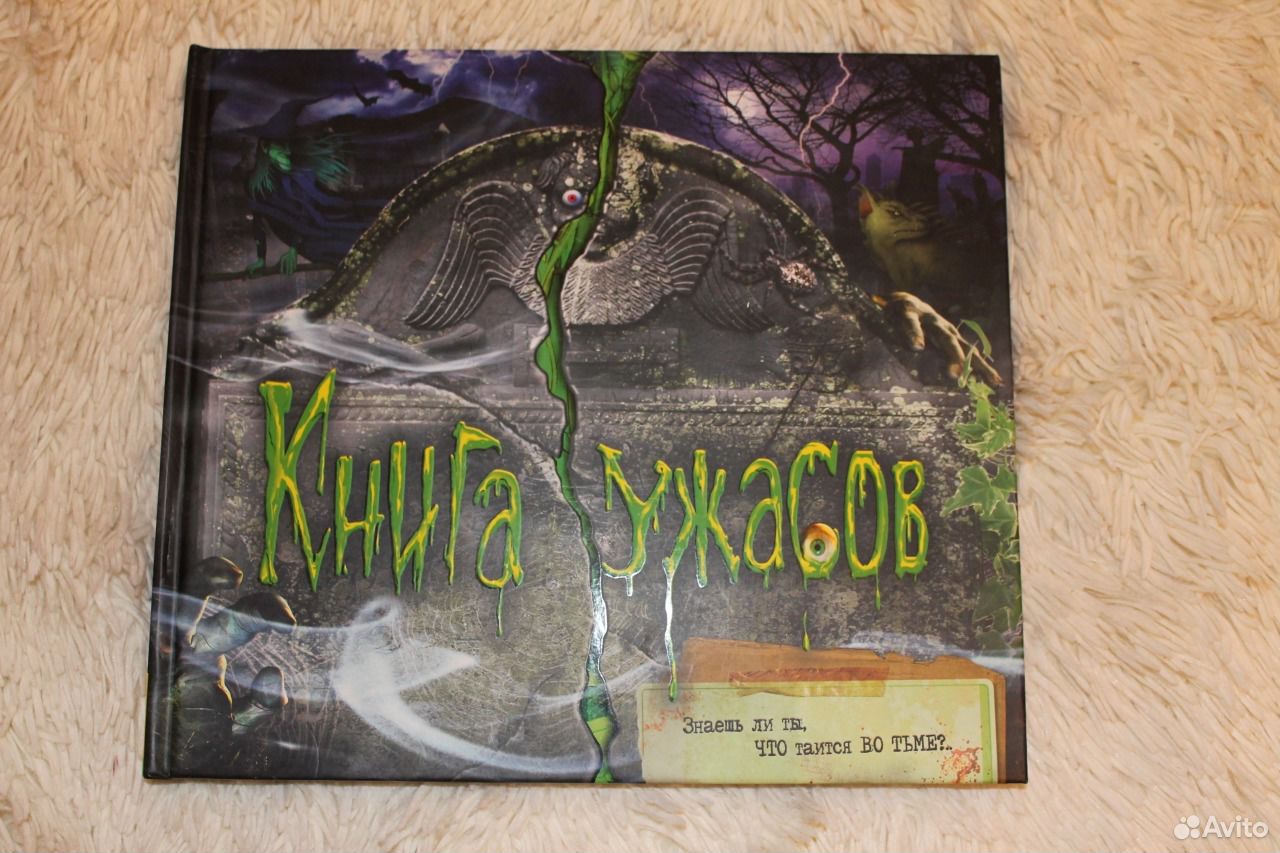 Книга ужасов
Знаешь ли ты,
ЧТО таится ВО ТЬМЕ?..
Avito